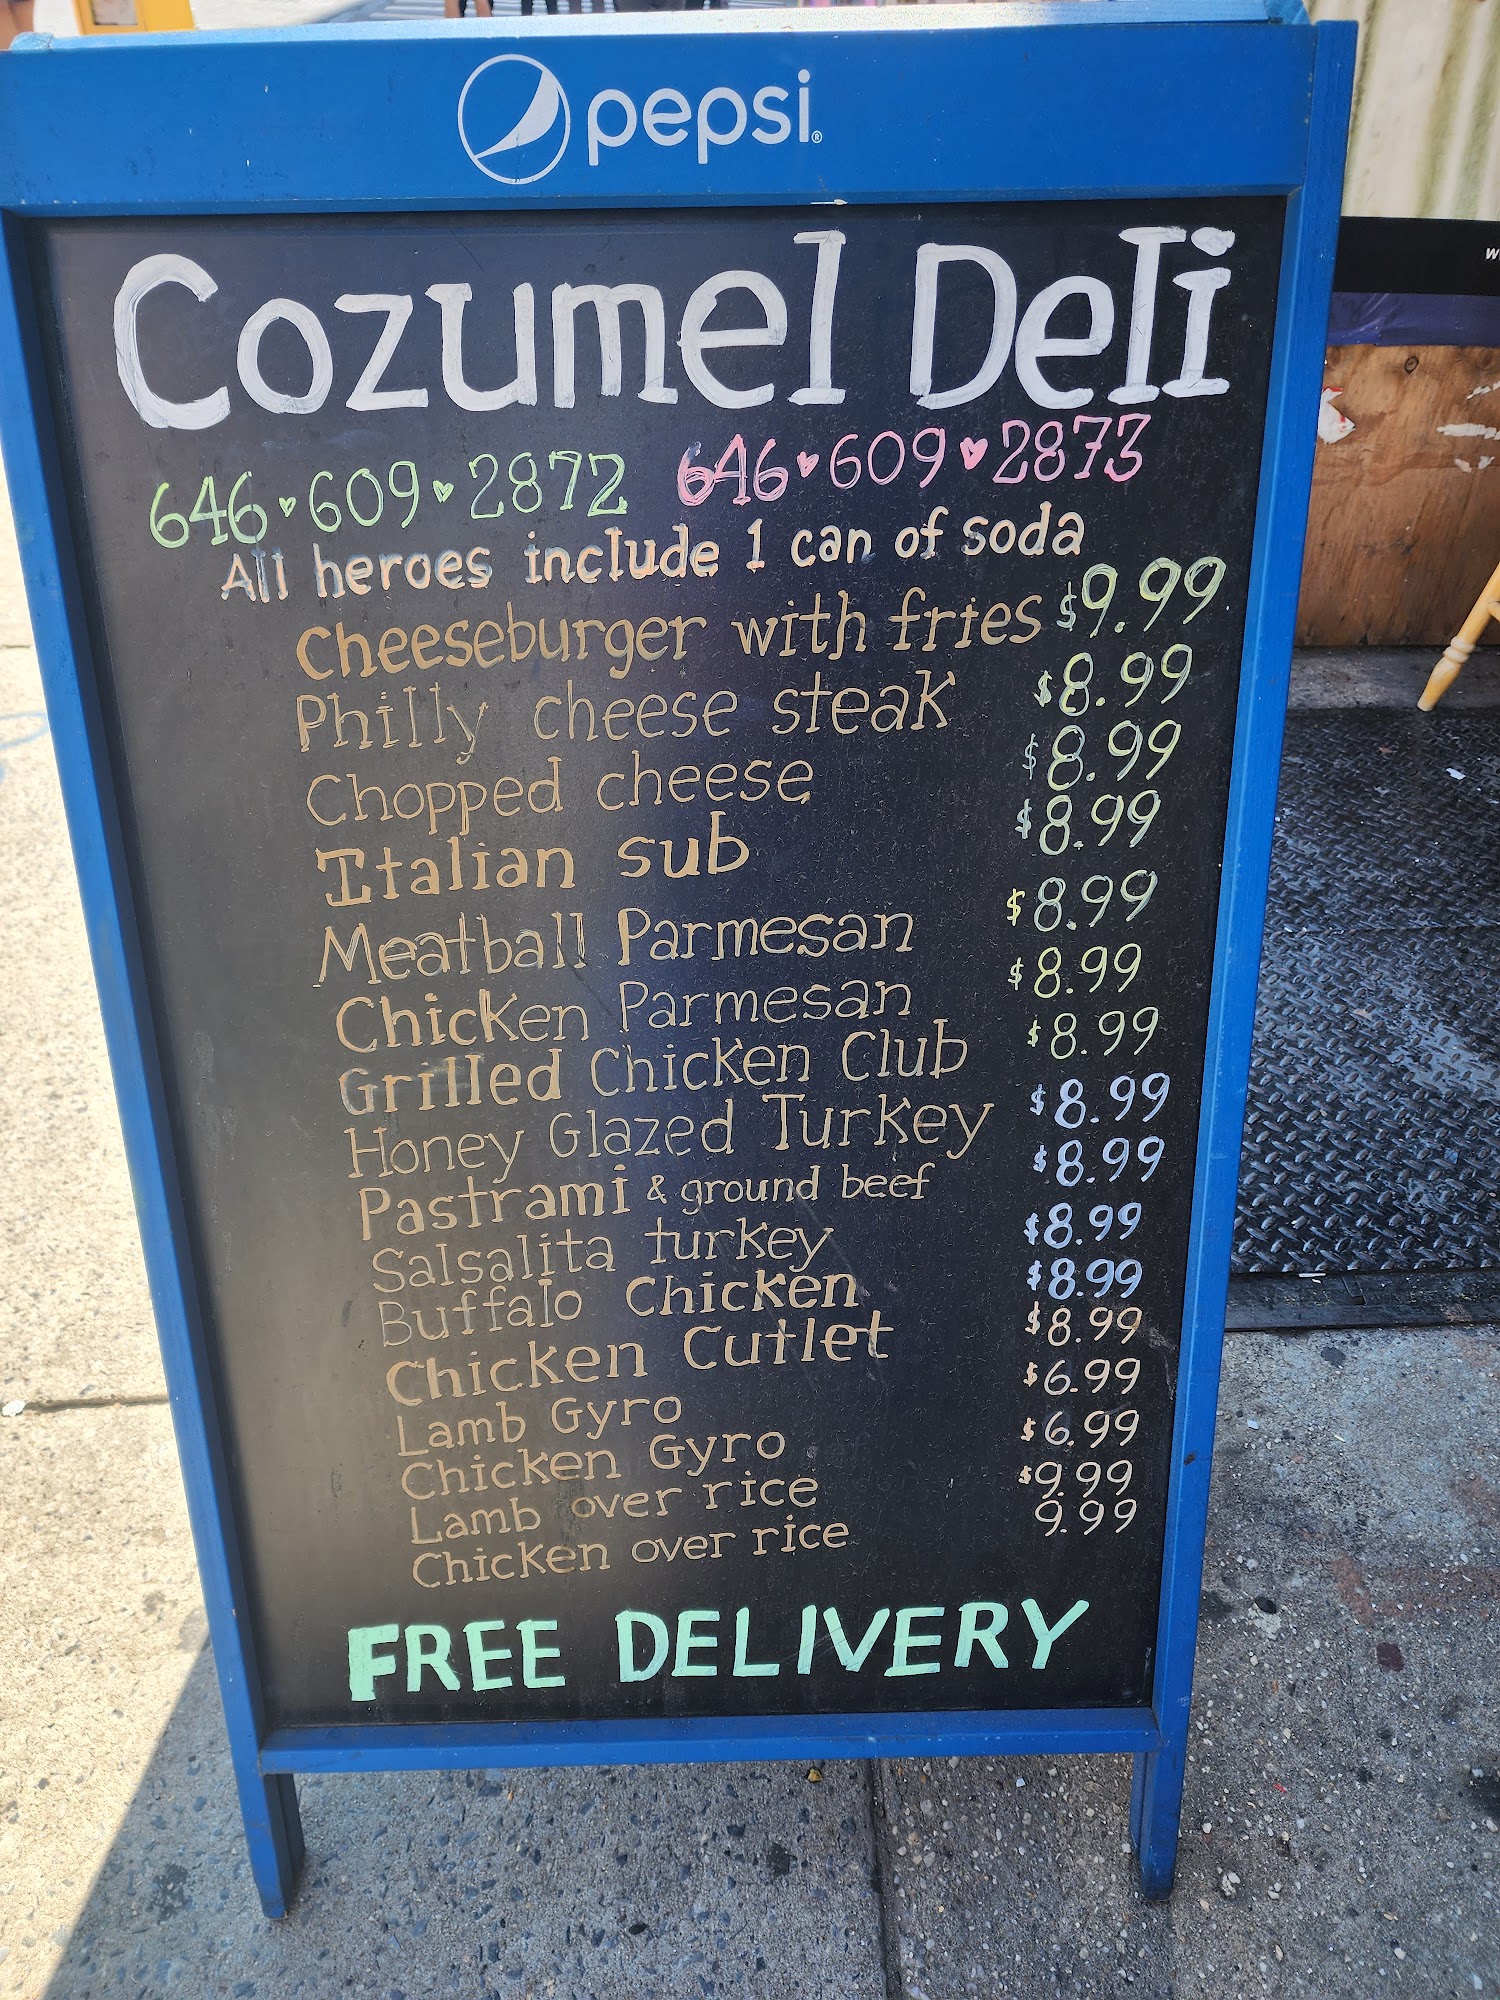 pepsi®
Cozumel Deli
646♥609♥2872 646♥609♥2873
All heroes include 1 can of soda
Cheeseburger with fries $9.99
Philly cheese steak $8.99
Chopped cheese $8.99
Italian sub $8.99
Meatball Parmesan $8.99
Chicken Parmesan $8.99
Grilled Chicken Club $8.99
Honey Glazed Turkey $8.99
Pastrami & ground beef $8.99
Salsalita turkey $8.99
Buffalo Chicken $8.99
Chicken Cutlet $8.99
Lamb Gyro $6.99
Chicken Gyro $6.99
Lamb over rice $9.99
Chicken over rice 9.99
FREE DELIVERY